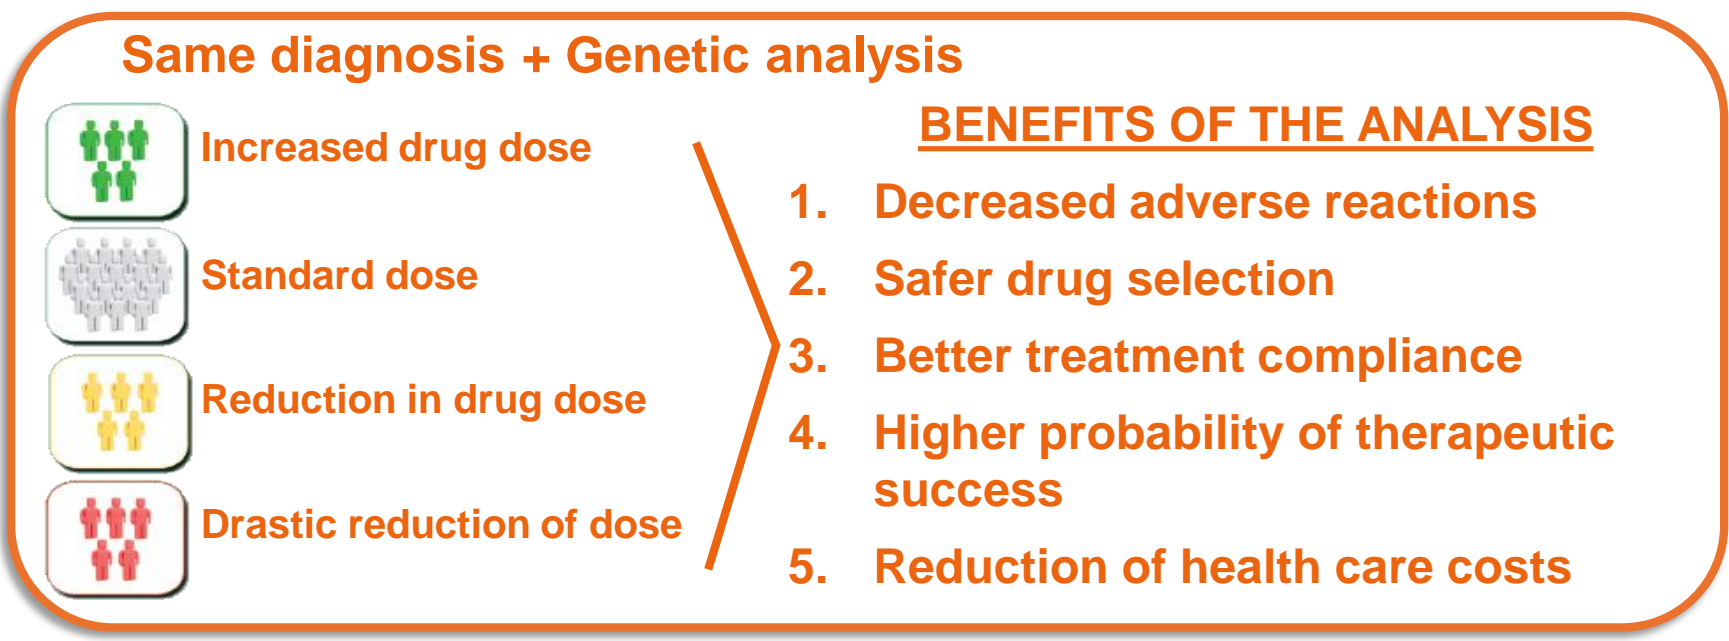 Same diagnosis + Genetic analysis
Increased drug dose
Standard dose
Reduction in drug dose
Drastic reduction of dose
BENEFITS OF THE ANALYSIS
1. Decreased adverse reactions
2. Safer drug selection
3. Better treatment compliance
4. Higher probability of therapeutic
success
5. Reduction of health care costs